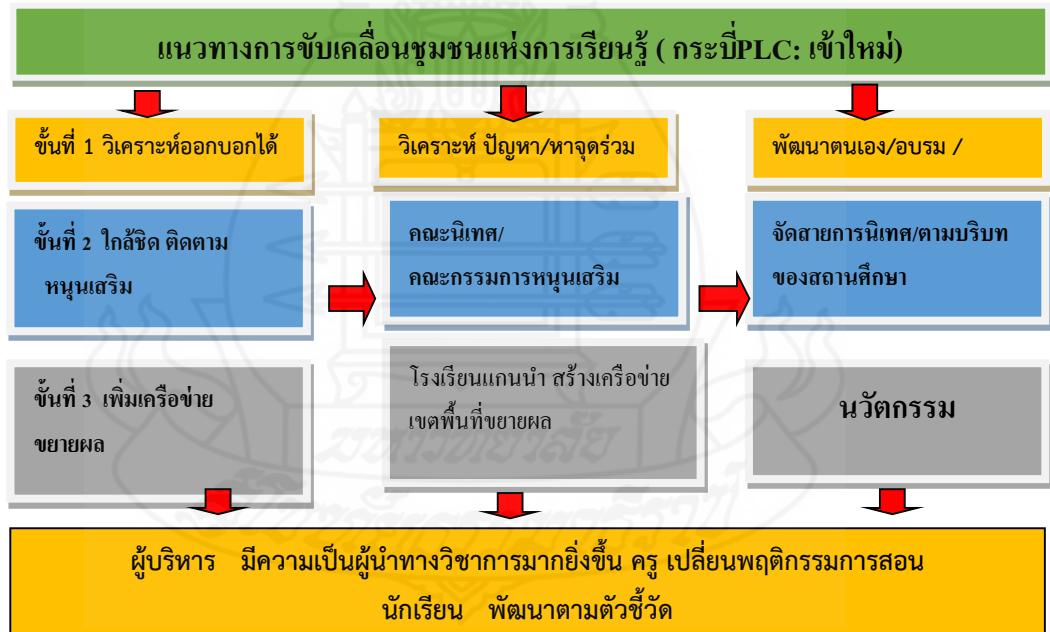 แนวทางการขับเคลื่อนชุมชนแห่งการเรียนรู้ ( กระบี่PLC: เข้าใหม่)
ขั้นที่ 1 วิเคราะห์ออกบอกได้
วิเคราะห์ ปัญหา/หาจุดร่วม
พัฒนาตนเอง/อบรม /
ขั้นที่ 2 ใกล้ชิด ติดตาม
หนุนเสริม
คณะนิเทศ/
คณะกรรมการหนุนเสริม
จัดสายการนิเทศ/ตามบริบท
ของสถานศึกษา
ขั้นที่ 3 เพิ่มเครือข่าย
ขยายผล
โรงเรียนแกนนำ สร้างเครือข่าย
เขตพื้นที่ขยายผล
นวัตกรรม
ผู้บริหาร มีความเป็นผู้นำทางวิชาการมากยิ่งขึ้น ครู เปลี่ยนพฤติกรรมการสอน
นักเรียน พัฒนาตามตัวชี้วัด